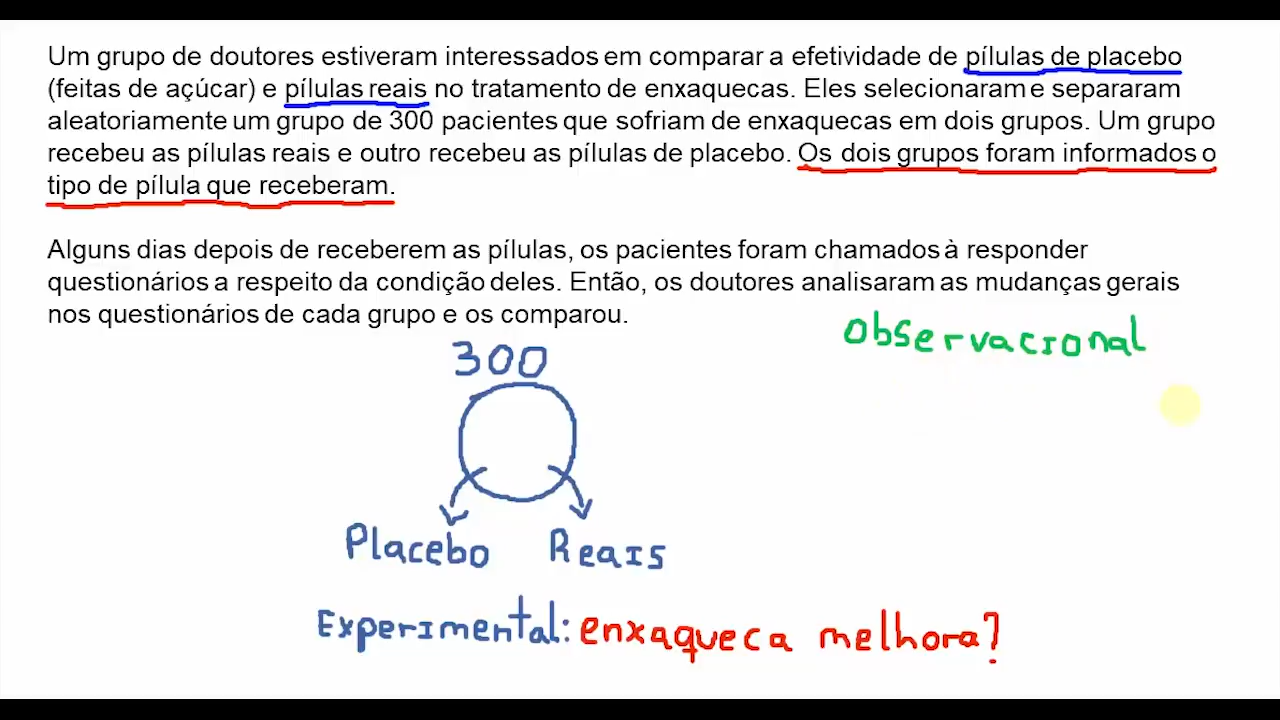 Um grupo de doutores estiveram interessados em comparar a efetividade de pílulas de placebo
(feitas de açúcar) e pílulas reais no tratamento de enxaquecas. Eles selecionaram e separaram
aleatoriamente um grupo de 300 pacientes que sofriam de enxaquecas em dois grupos. Um grupo
recebeu as pílulas reais e outro recebeu as pílulas de placebo. Os dois grupos foram informados o
tipo de pílula que receberam.
Alguns dias depois de receberem as pílulas, os pacientes foram chamados à responder
questionários a respeito da condição deles. Então, os doutores analisaram as mudanças gerais
nos questionários de cada grupo e os comparou.
Observacional
300
Placebo Reais
Experimental: enxaqueca melhora?